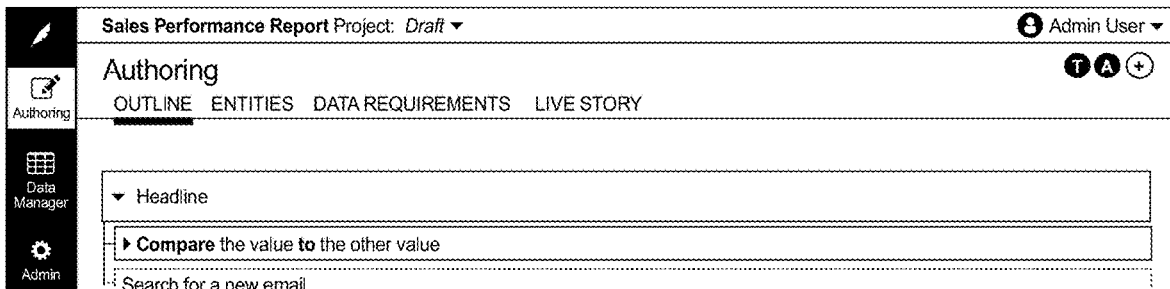 Sales Performance Report Project: Draft
Admin User
Authoring
T A +
OUTLINE ENTITIES DATA REQUIREMENTS LIVE STORY
Authoring
Data
Manager
Admin
Headline
Compare the value to the other value
Search for a new email